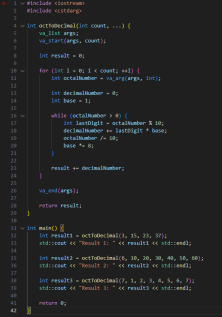 #include <iostream>
#include <cstdarg>
int octToDecimal(int count, ...) {
va_list args;
va_start(args, count);
int result = 0;
for (int i = 0; i < count; ++i) {
int octalNumber = va_arg(args, int);
int decimalNumber = 0;
int base = 1;
while (octalNumber > 0) {
int lastDigit = octalNumber % 10;
decimalNumber += lastDigit * base;
octalNumber /= 10;
base *= 8;
}
result += decimalNumber;
}
va_end(args);
return result;
}
int main() {
int result1 = octToDecimal(3, 15, 23, 37);
std::cout << "Result 1: " << result1 << std::endl;
int result2 = octToDecimal(6, 10, 20, 30, 40, 50, 60);
std::cout << "Result 2: " << result2 << std::endl;
int result3 = octToDecimal(7, 1, 2, 3, 4, 5, 6, 7);
std::cout << "Result 3: " << result3 << std::endl;
return 0;
}